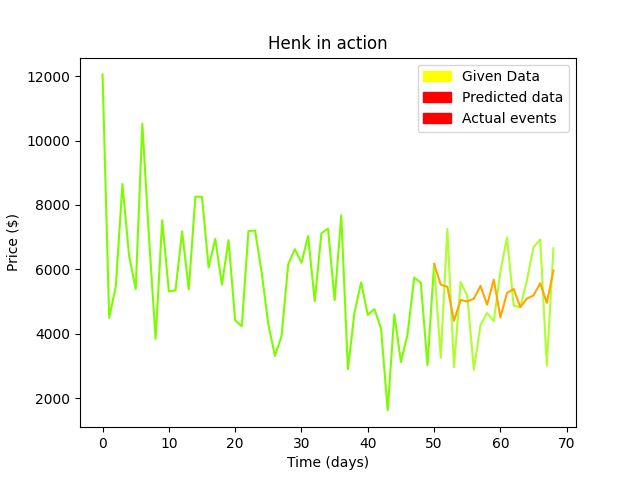 Henk in action
Given Data
Predicted data
Actual events
12000
10000
8000
6000
4000
2000
Price ($)
0 10 20 30 40 50 60 70
Time (days)